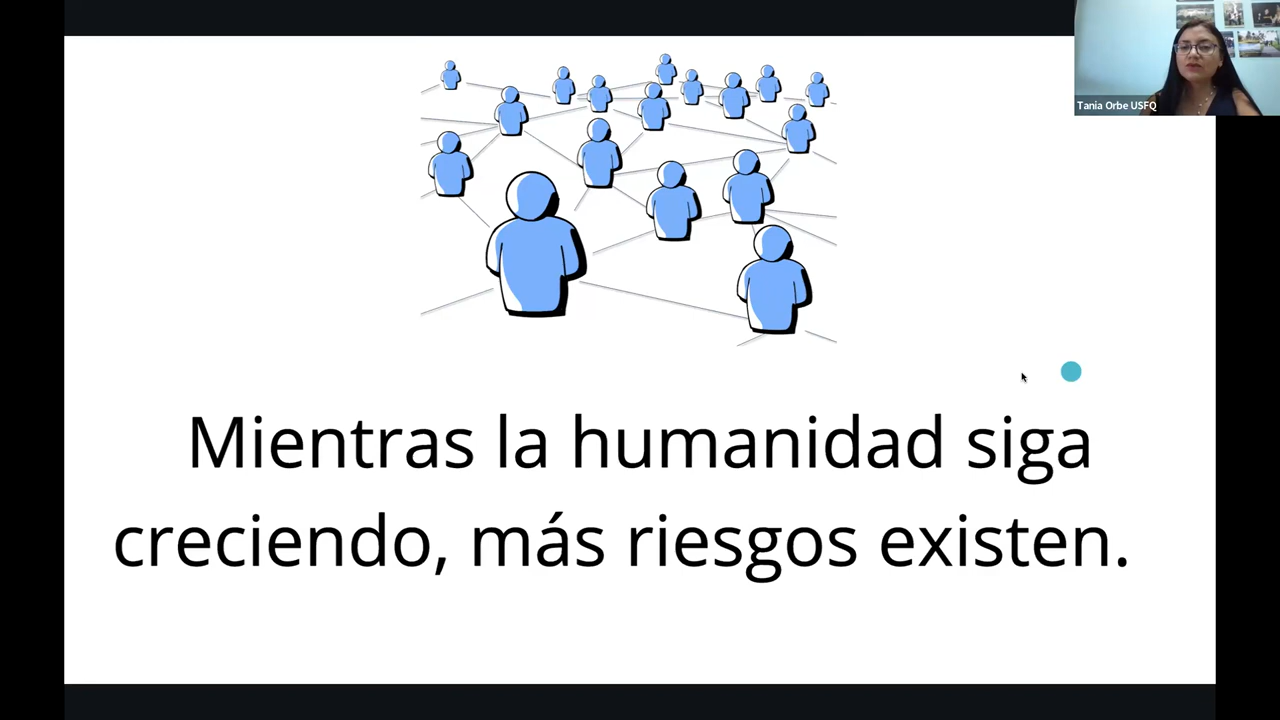 Tania Orbe USFQ
Mientras la humanidad siga
creciendo, más riesgos existen.